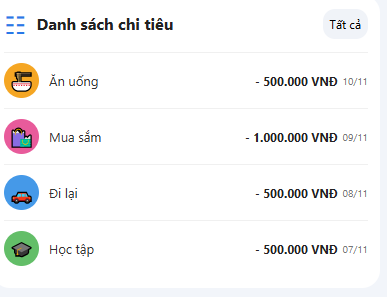 Danh sách chi tiêu Tất cả
Ăn uống - 500.000 VNĐ 10/11
Mua sắm - 1.000.000 VNĐ 09/11
Đi lại - 500.000 VNĐ 08/11
Học tập - 500.000 VNĐ 07/11